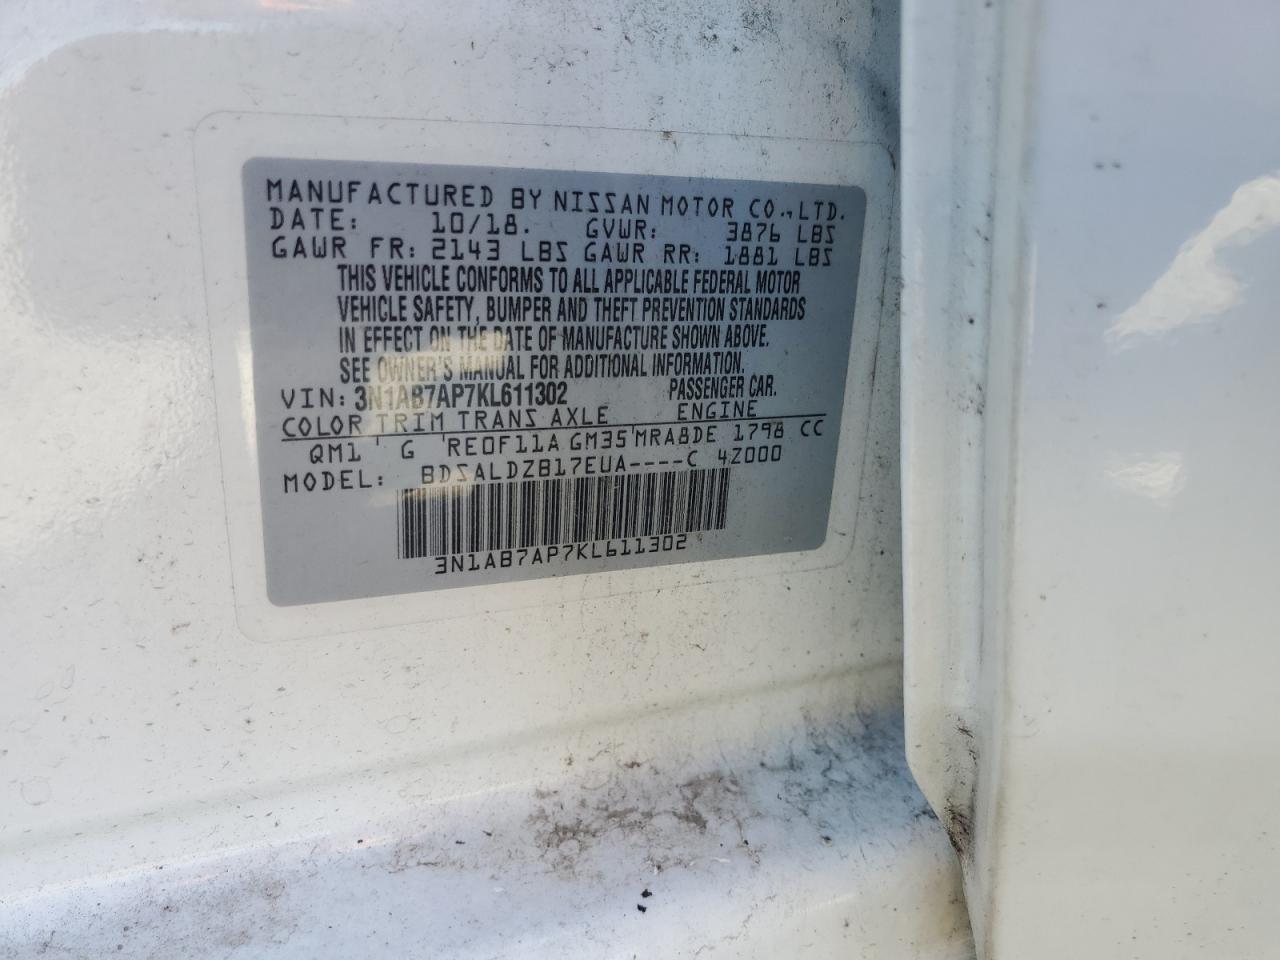 MANUFACTURED BY NISSAN MOTOR CO.,LTD.
DATE: 10/18. GVWR: 3876 LBS
GAWR FR: 2143 LBS GAWR RR: 1881 LBS
THIS VEHICLE CONFORMS TO ALL APPLICABLE FEDERAL MOTOR
VEHICLE SAFETY, BUMPER AND THEFT PREVENTION STANDARDS
IN EFFECT ON THE DATE OF MANUFACTURE SHOWN ABOVE.
SEE OWNER'S MANUAL FOR ADDITIONAL INFORMATION.
VIN: 3N1AB7AP7KL611302 PASSENGER CAR.
COLOR TRIM TRANS AXLE ENGINE
QM1 G RE0F11A GM35 MRA8DE 1798 CC
MODEL: BDSALDZB17EUA----C 4Z000
3N1AB7AP7KL611302